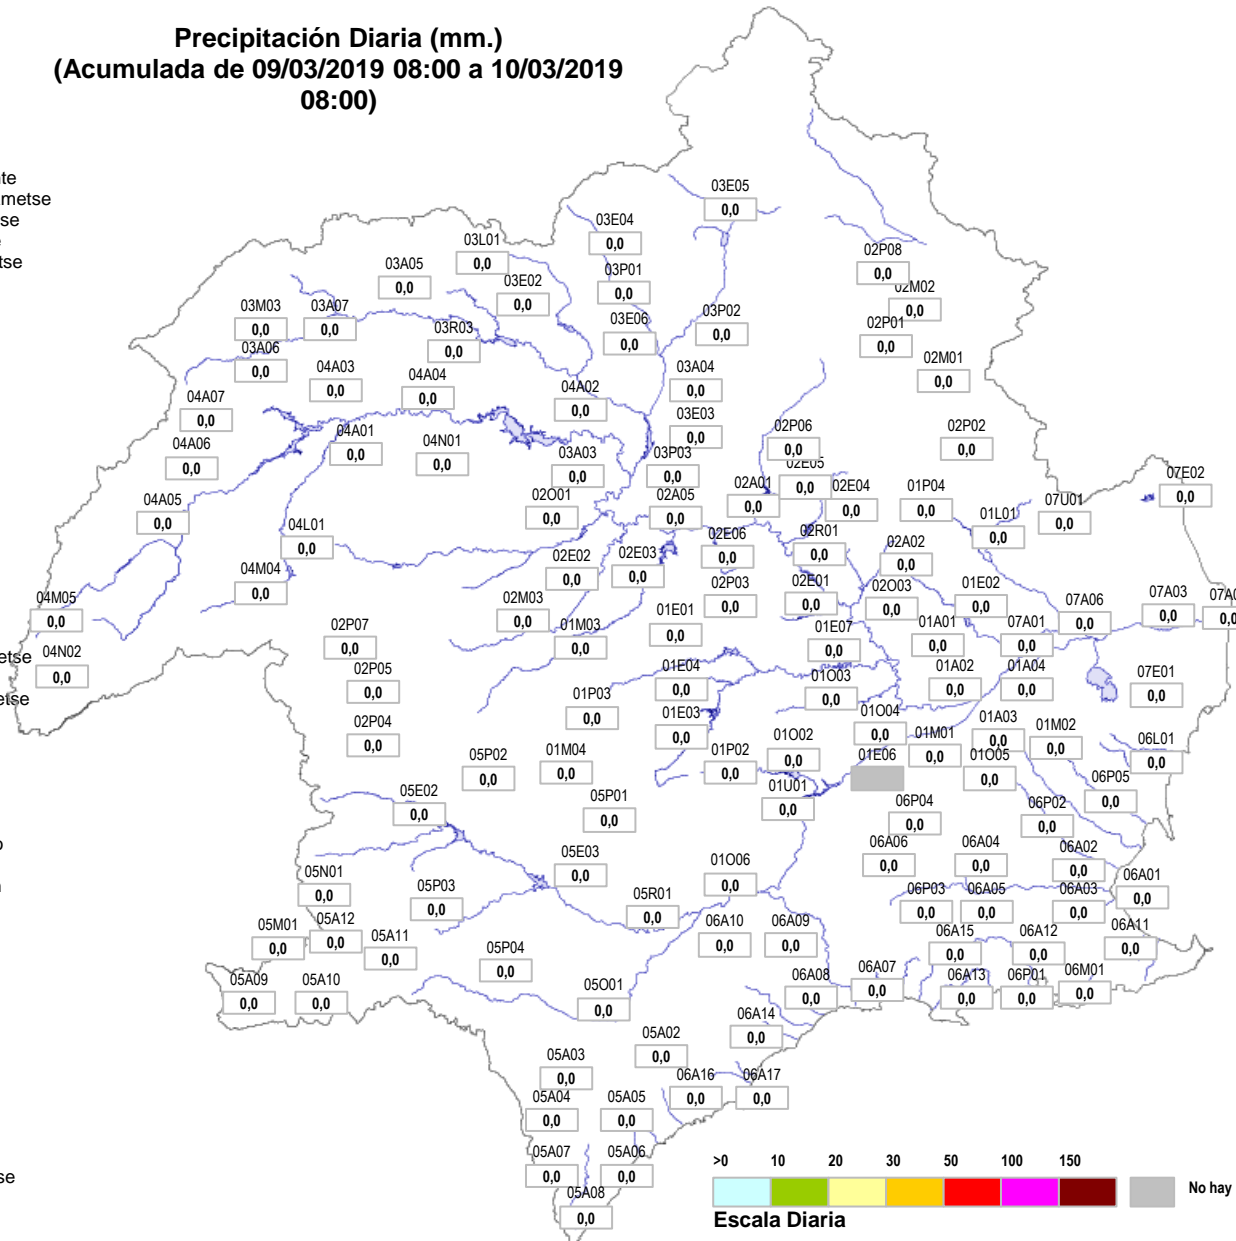 Precipitación Diaria (mm.)
(Acumulada de 09/03/2019 08:00 a 10/03/2019
08:00)
te
metse
se
tse
03E05
0,0
03E04
0,0
03L01
0,0
02P08
0,0
03A05
0,0
03P01
0,0
03E02
0,0
02M02
0,0
03M03
0,0
03A07
0,0
03P02
0,0
03E06
0,0
03R03
0,0
02P01
0,0
03A06
0,0
02M01
0,0
04A03
0,0
04A04
0,0
03A04
0,0
04A02
0,0
04A07
0,0
03E03
0,0
04A01
0,0
04N01
0,0
02P06
0,0
02P02
0,0
04A06
0,0
03A03
0,0
03P03
0,0
02E05
0,0
07E02
0,0
02A01
0,0
02E04
0,0
01P04
0,0
04A05
0,0
02O01
0,0
02A05
0,0
07U01
0,0
01L01
0,0
04L01
0,0
02E06
0,0
02R01
0,0
02A02
0,0
02E02
0,0
02E03
0,0
04M04
0,0
02P03
0,0
02E01
0,0
02O03
0,0
01E02
0,0
07A03
0,0
07A0
0,0
04M05
0,0
02M03
0,0
01E01
0,0
07A06
0,0
02P07
0,0
01M03
0,0
01E07
0,0
01A01
0,0
07A01
0,0
etse
04N02
0,0
02P05
0,0
01E04
0,0
01O03
0,0
01A02
0,0
01A04
0,0
07E01
0,0
etse
01P03
0,0
02P04
0,0
01E03
0,0
01O04
0,0
01A03
0,0
01M02
0,0
01O02
0,0
01M01
0,0
06L01
0,0
05P02
0,0
01M04
0,0
01P02
0,0
01E06
01O05
0,0
06P05
0,0
05E02
0,0
05P01
0,0
01U01
0,0
06P04
0,0
06P02
0,0
o
05E03
0,0
01O06
0,0
06A06
0,0
06A04
0,0
06A02
0,0
05N01
0,0
05P03
0,0
05R01
0,0
06P03
0,0
06A05
0,0
06A03
0,0
06A01
0,0
05M01
0,0
05A12
0,0
05A11
0,0
06A10
0,0
06A09
0,0
06A15
0,0
06A12
0,0
06A11
0,0
05P04
0,0
05A09
0,0
05A10
0,0
05O01
0,0
06A08
0,0
06A07
0,0
06A13
0,0
06P01
0,0
06M01
0,0
06A14
0,0
05A02
0,0
05A03
0,0
06A16
0,0
06A17
0,0
05A04
0,0
05A05
0,0
05A07
0,0
05A06
0,0
se
05A08
0,0
>0 10 20 30 50 100 150
No hay
Escala Diaria